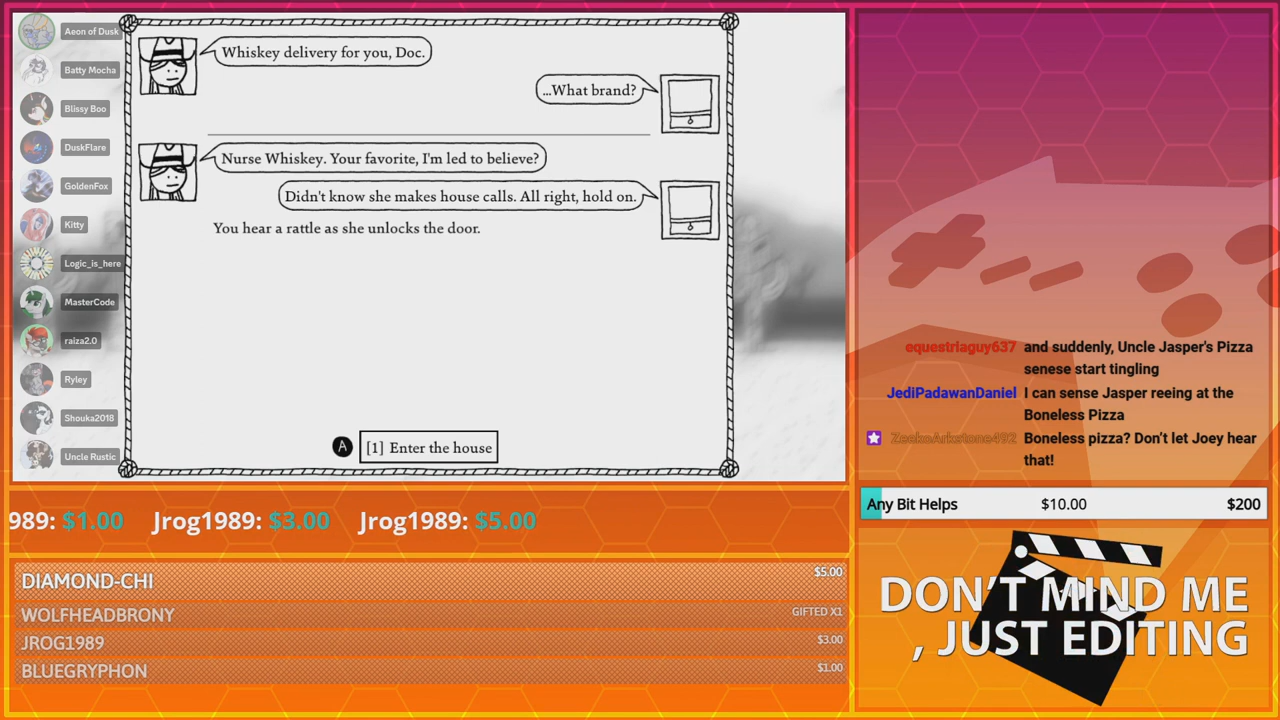 Aeon of Dusk
Batty Mocha
Blissy Boo
DuskFlare
GoldenFox
Kitty
Logic_is_here
MasterCode
raiza2.0
Ryley
Shouka2018
Uncle Rustic
Whiskey delivery for you, Doc.
...What brand?
Nurse Whiskey. Your favorite, I'm led to believe?
Didn't know she makes house calls. All right, hold on.
You hear a rattle as she unlocks the door.
A [1] Enter the house
equestriaguy637 and suddenly, Uncle Jasper's Pizza
senese start tingling
JediPadawanDaniel I can sense Jasper reeing at the
Boneless Pizza
ZeekoArkstone492 Boneless pizza? Don't let Joey hear
that!
Any Bit Helps $10.00 $200
989: $1.00 Jrog1989: $3.00 Jrog1989: $5.00
DIAMOND-CHI $5.00
WOLFHEADBRONY GIFTED X1
JROG1989 $3.00
BLUEGRYPHON $1.00
DON'T MIND ME
, JUST EDITING